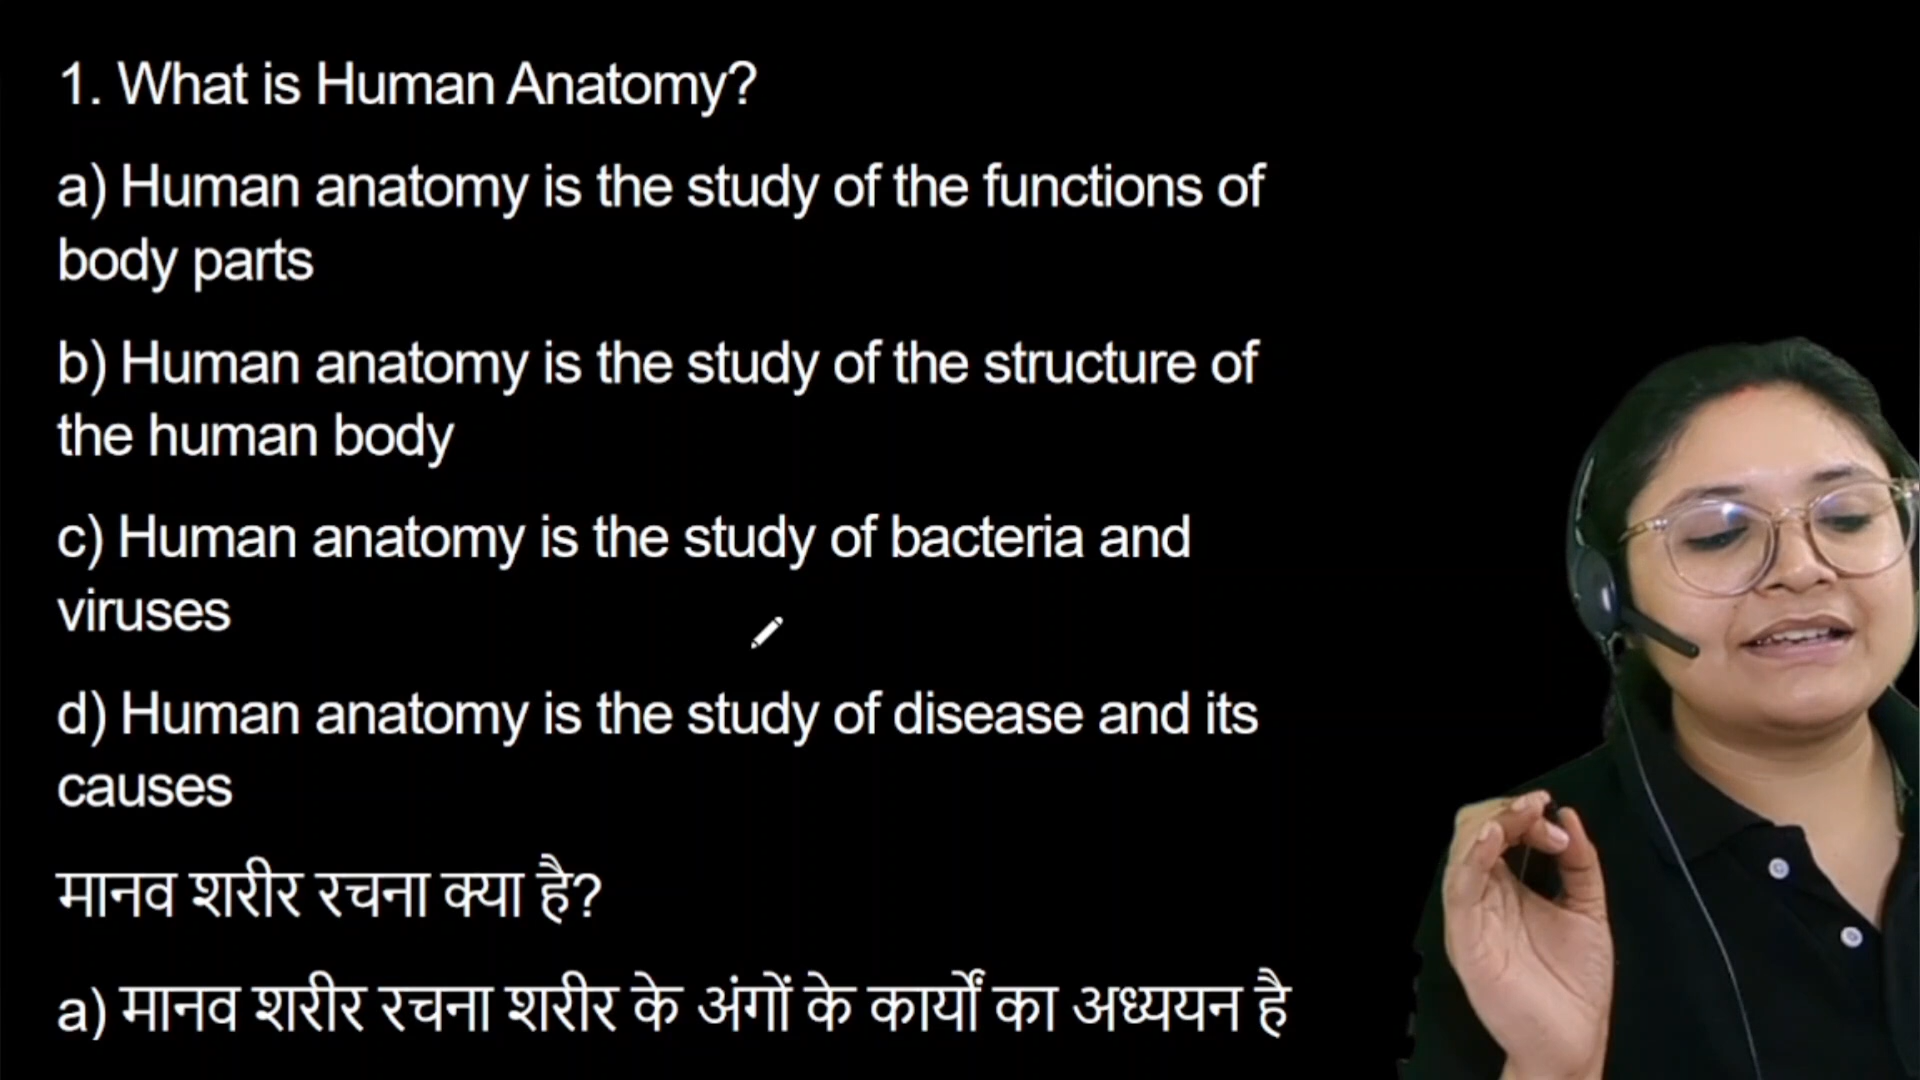 1. What is Human Anatomy?
a) Human anatomy is the study of the functions of
body parts
b) Human anatomy is the study of the structure of
the human body
c) Human anatomy is the study of bacteria and
viruses
d) Human anatomy is the study of disease and its
causes
मानव शरीर रचना क्या है?
a) मानव शरीर रचना शरीर के अंगों के कार्यों का अध्ययन है